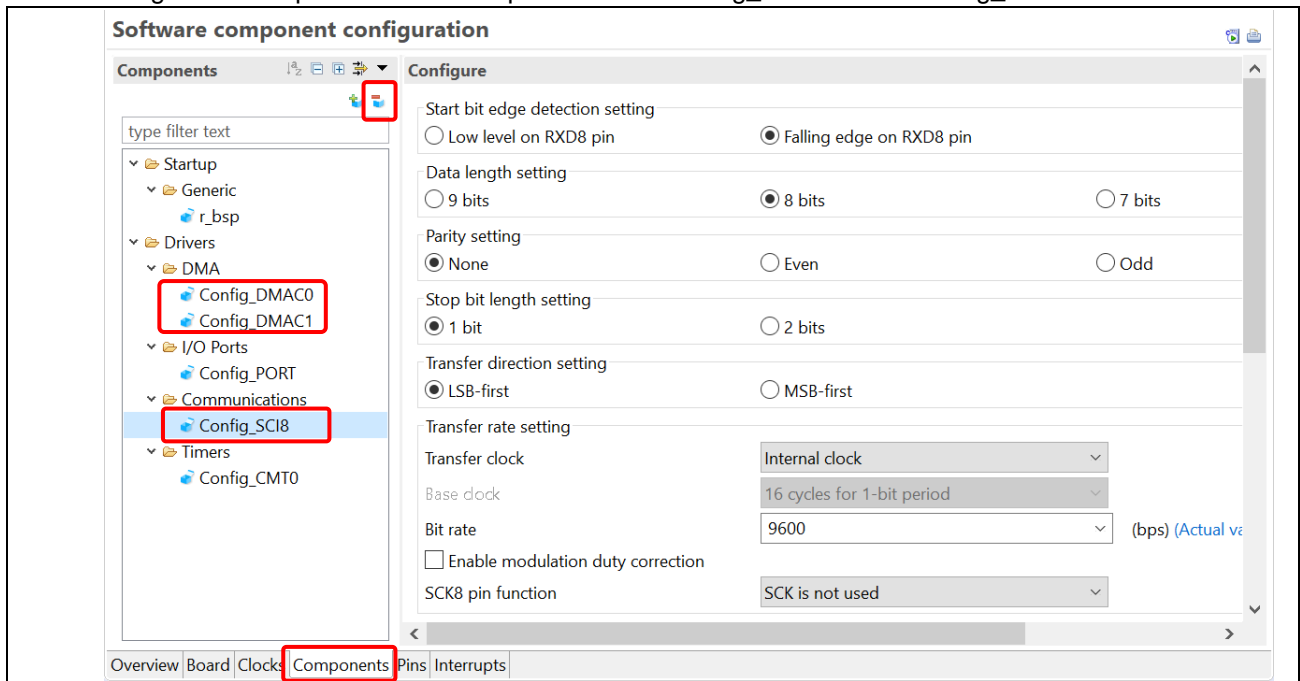 Software component configuration
Components
Configure
type filter text
Startup
Generic
r_bsp
Drivers
DMA
Config_DMAC0
Config_DMAC1
I/O Ports
Config_PORT
Communications
Config_SCI8
Timers
Config_CMT0
Start bit edge detection setting
Low level on RXD8 pin Falling edge on RXD8 pin
Data length setting
9 bits 8 bits 7 bits
Parity setting
None Even Odd
Stop bit length setting
1 bit 2 bits
Transfer direction setting
LSB-first MSB-first
Transfer rate setting
Transfer clock Internal clock
Base clock 16 cycles for 1-bit period
Bit rate 9600 (bps) (Actual va
Enable modulation duty correction
SCK8 pin function SCK is not used
Overview Board Clocks Components Pins Interrupts